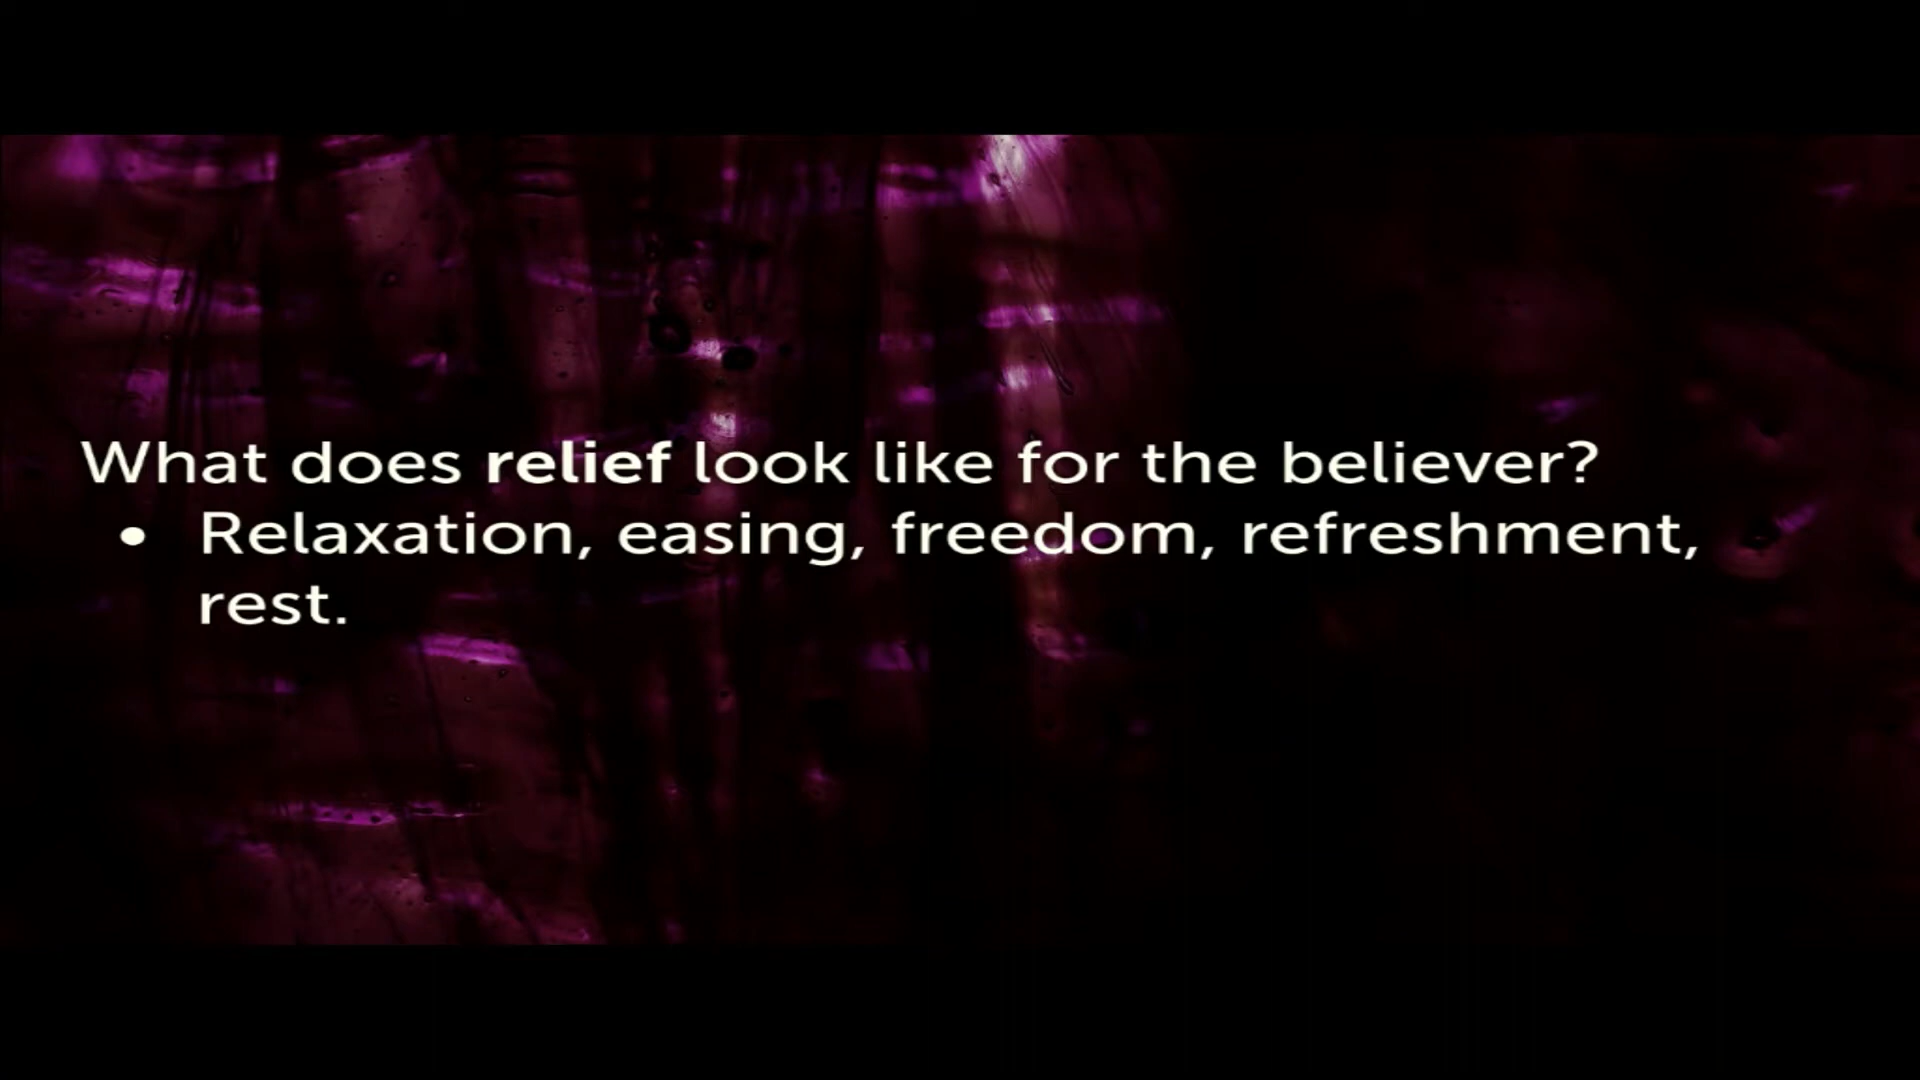 What does relief look like for the believer?
• Relaxation, easing, freedom, refreshment,
rest.